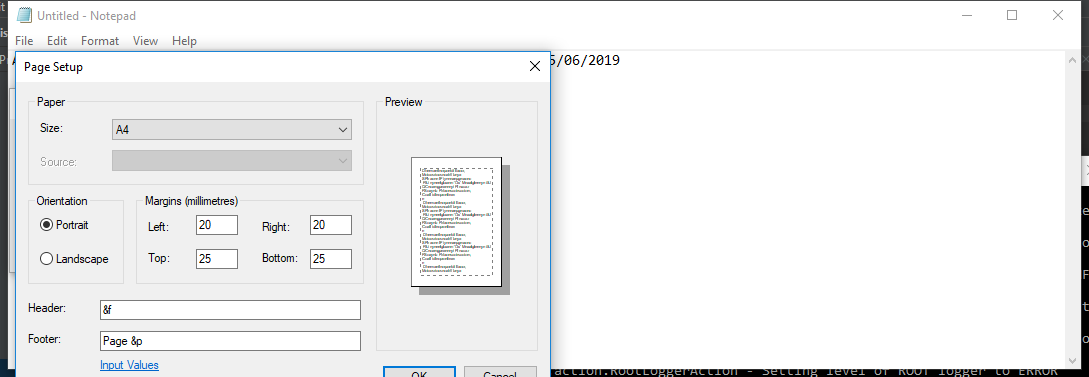 Untitled - Notepad
File Edit Format View Help
5/06/2019
Page Setup
Paper
Size: A4
Source:
Preview
Orientation
Portrait
Landscape
Margins (millimetres)
Left: 20 Right: 20
Top: 25 Bottom: 25
Header: &f
Footer: Page &p
Input Values
OK Cancel
action.RootLoggerAction - Setting level of ROOT logger to ERROR